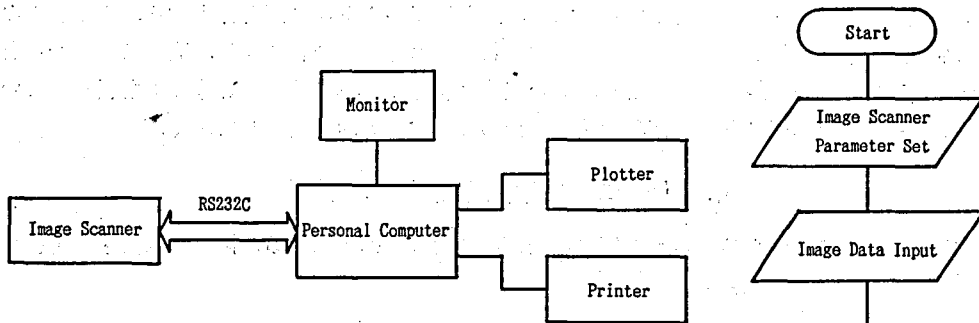 Start
Monitor
Image Scanner
Parameter Set
Plotter
RS232C
Image Scanner
Personal Computer
Image Data Input
Printer